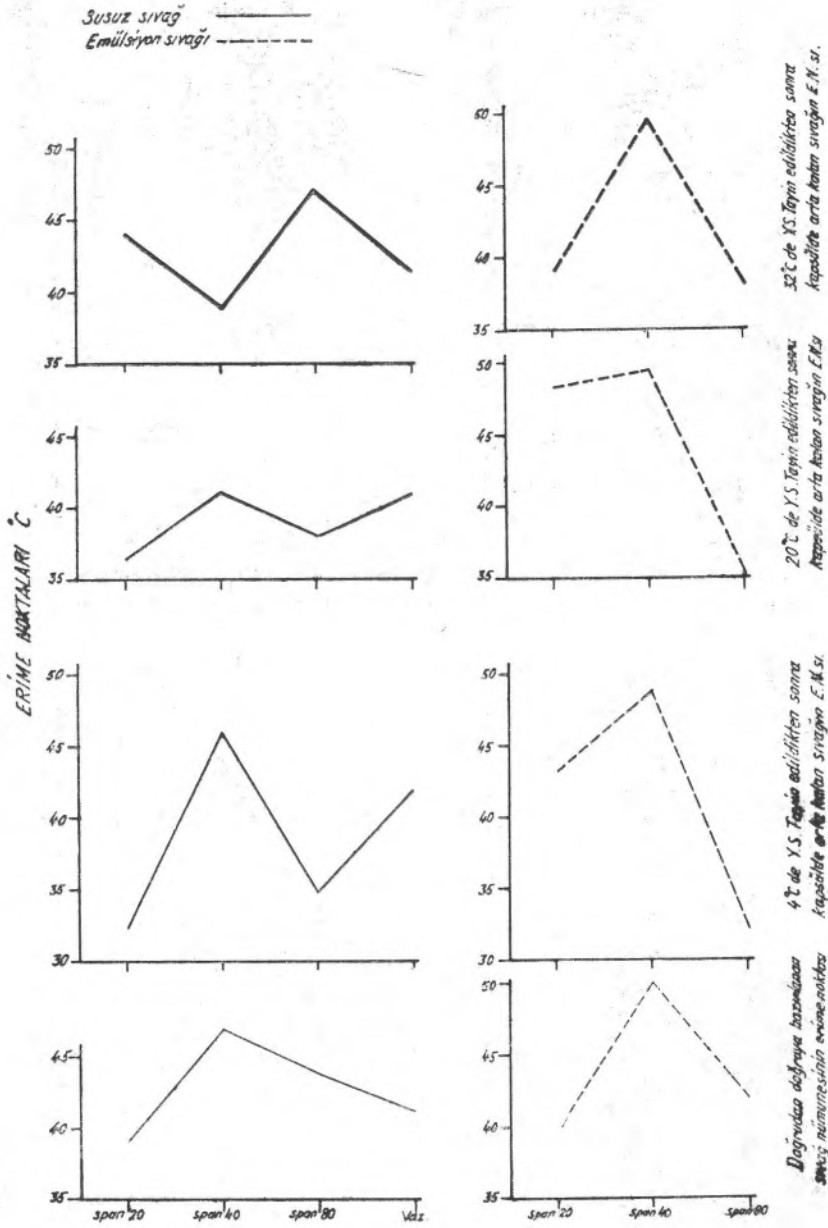 Susuz sıvağ
Emülsiyon sıvağı
ERİME NOKTALARI °C
50
45
40
35
50
45
40
35
32°C de Y.S.Tayin edildikten sonra
kapsülde arta kalan sıvağın E.N.sı.
45
40
35
50
45
40
35
20°C de Y.S.Tayin edildikten sonra
kapsülde arta kalan sıvağın E.N.sı
50
45
40
35
30
50
45
40
35
30
4°C de Y.S.Tayin edildikten sonra
kapsülde arta kalan sıvağın E.N.sı.
45
40
35
span 20 span 40 span 80 Vaz.
50
45
40
35
span 20 span 40 span 80
Doğrudan doğruya hazırlanan
sıvağ nümunesinin erime noktası